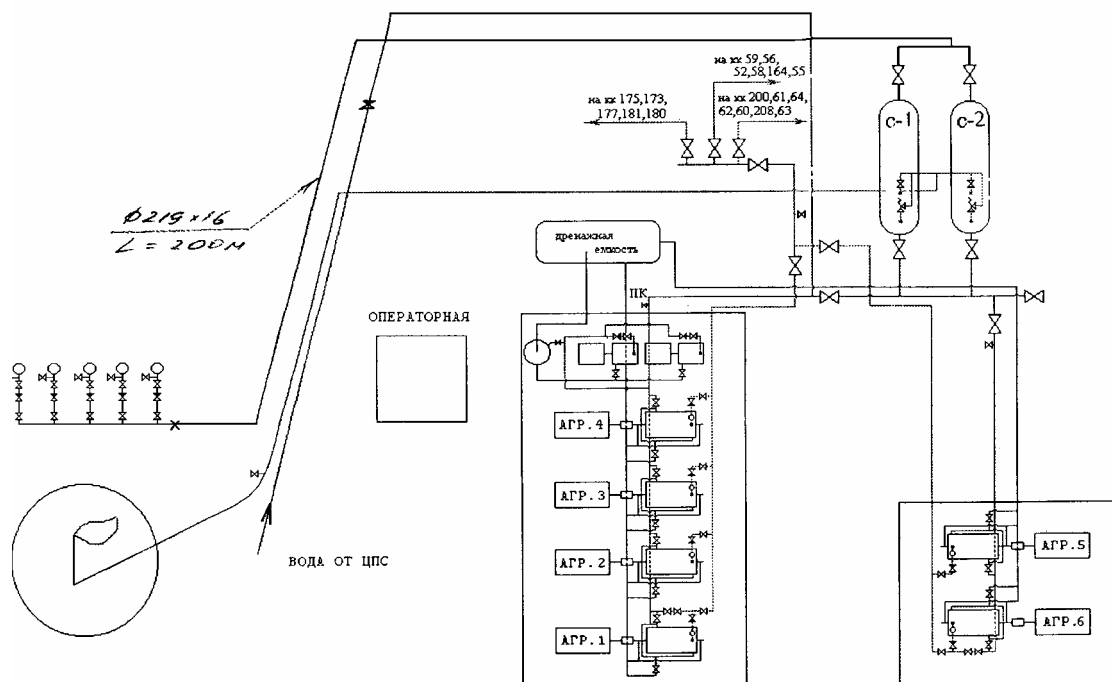 на кк 59,56,
52,58,164,55
на кк 175,173,
177,181,180
на кк 200,61,64,
62,60,208,63
С-1
С-2
ф219×16
L = 200м
дренажная
емкость
ПК
ОПЕРАТОРНАЯ
АГР.4
АГР.3
АГР.2
АГР.1
АГР.5
АГР.6
ВОДА ОТ ЦПС